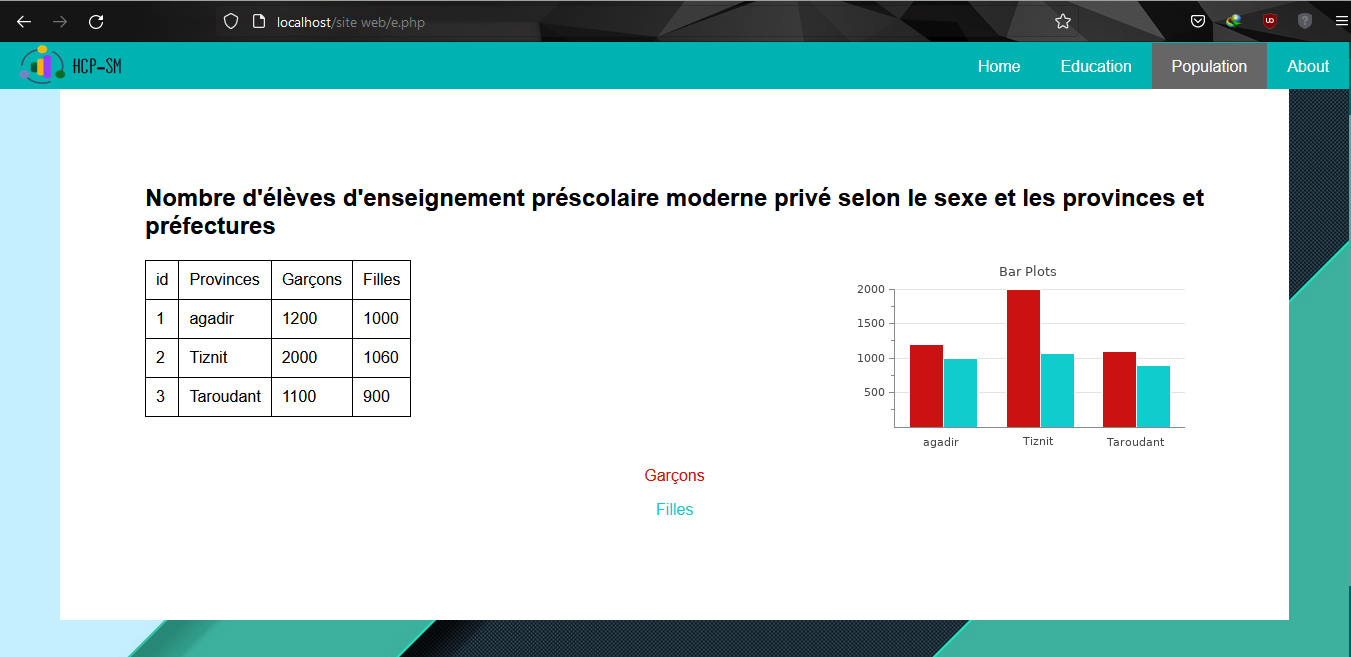 localhost/site web/e.php
HCP-SM
Home Education Population About
Nombre d'élèves d'enseignement préscolaire moderne privé selon le sexe et les provinces et
préfectures
id Provinces Garçons Filles
1 agadir 1200 1000
2 Tiznit 2000 1060
3 Taroudant 1100 900
Bar Plots
2000
1500
1000
500
agadir Tiznit Taroudant
Garçons
Filles